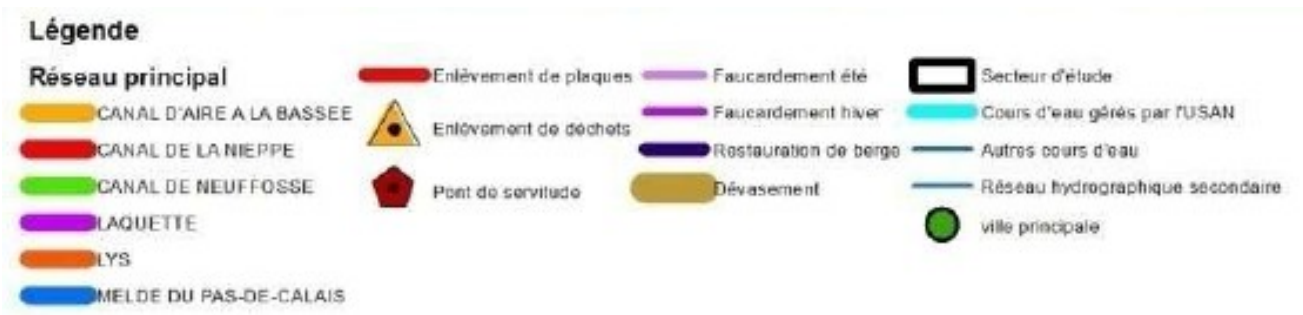 Légende
Réseau principal
CANAL D'AIRE A LA BASSEE
CANAL DE LA NIEPPE
CANAL DE NEUFFOSSE
LAQUETTE
LYS
MELDE DU PAS-DE-CALAIS
Enlèvement de plaques
Enlèvement de déchets
Pont de servitude
Faucardement été
Faucardement hiver
Restauration de berge
Dévasement
Secteur d'étude
Cours d'eau gérés par l'USAN
Autres cours d'eau
Réseau hydrographique secondaire
ville principale